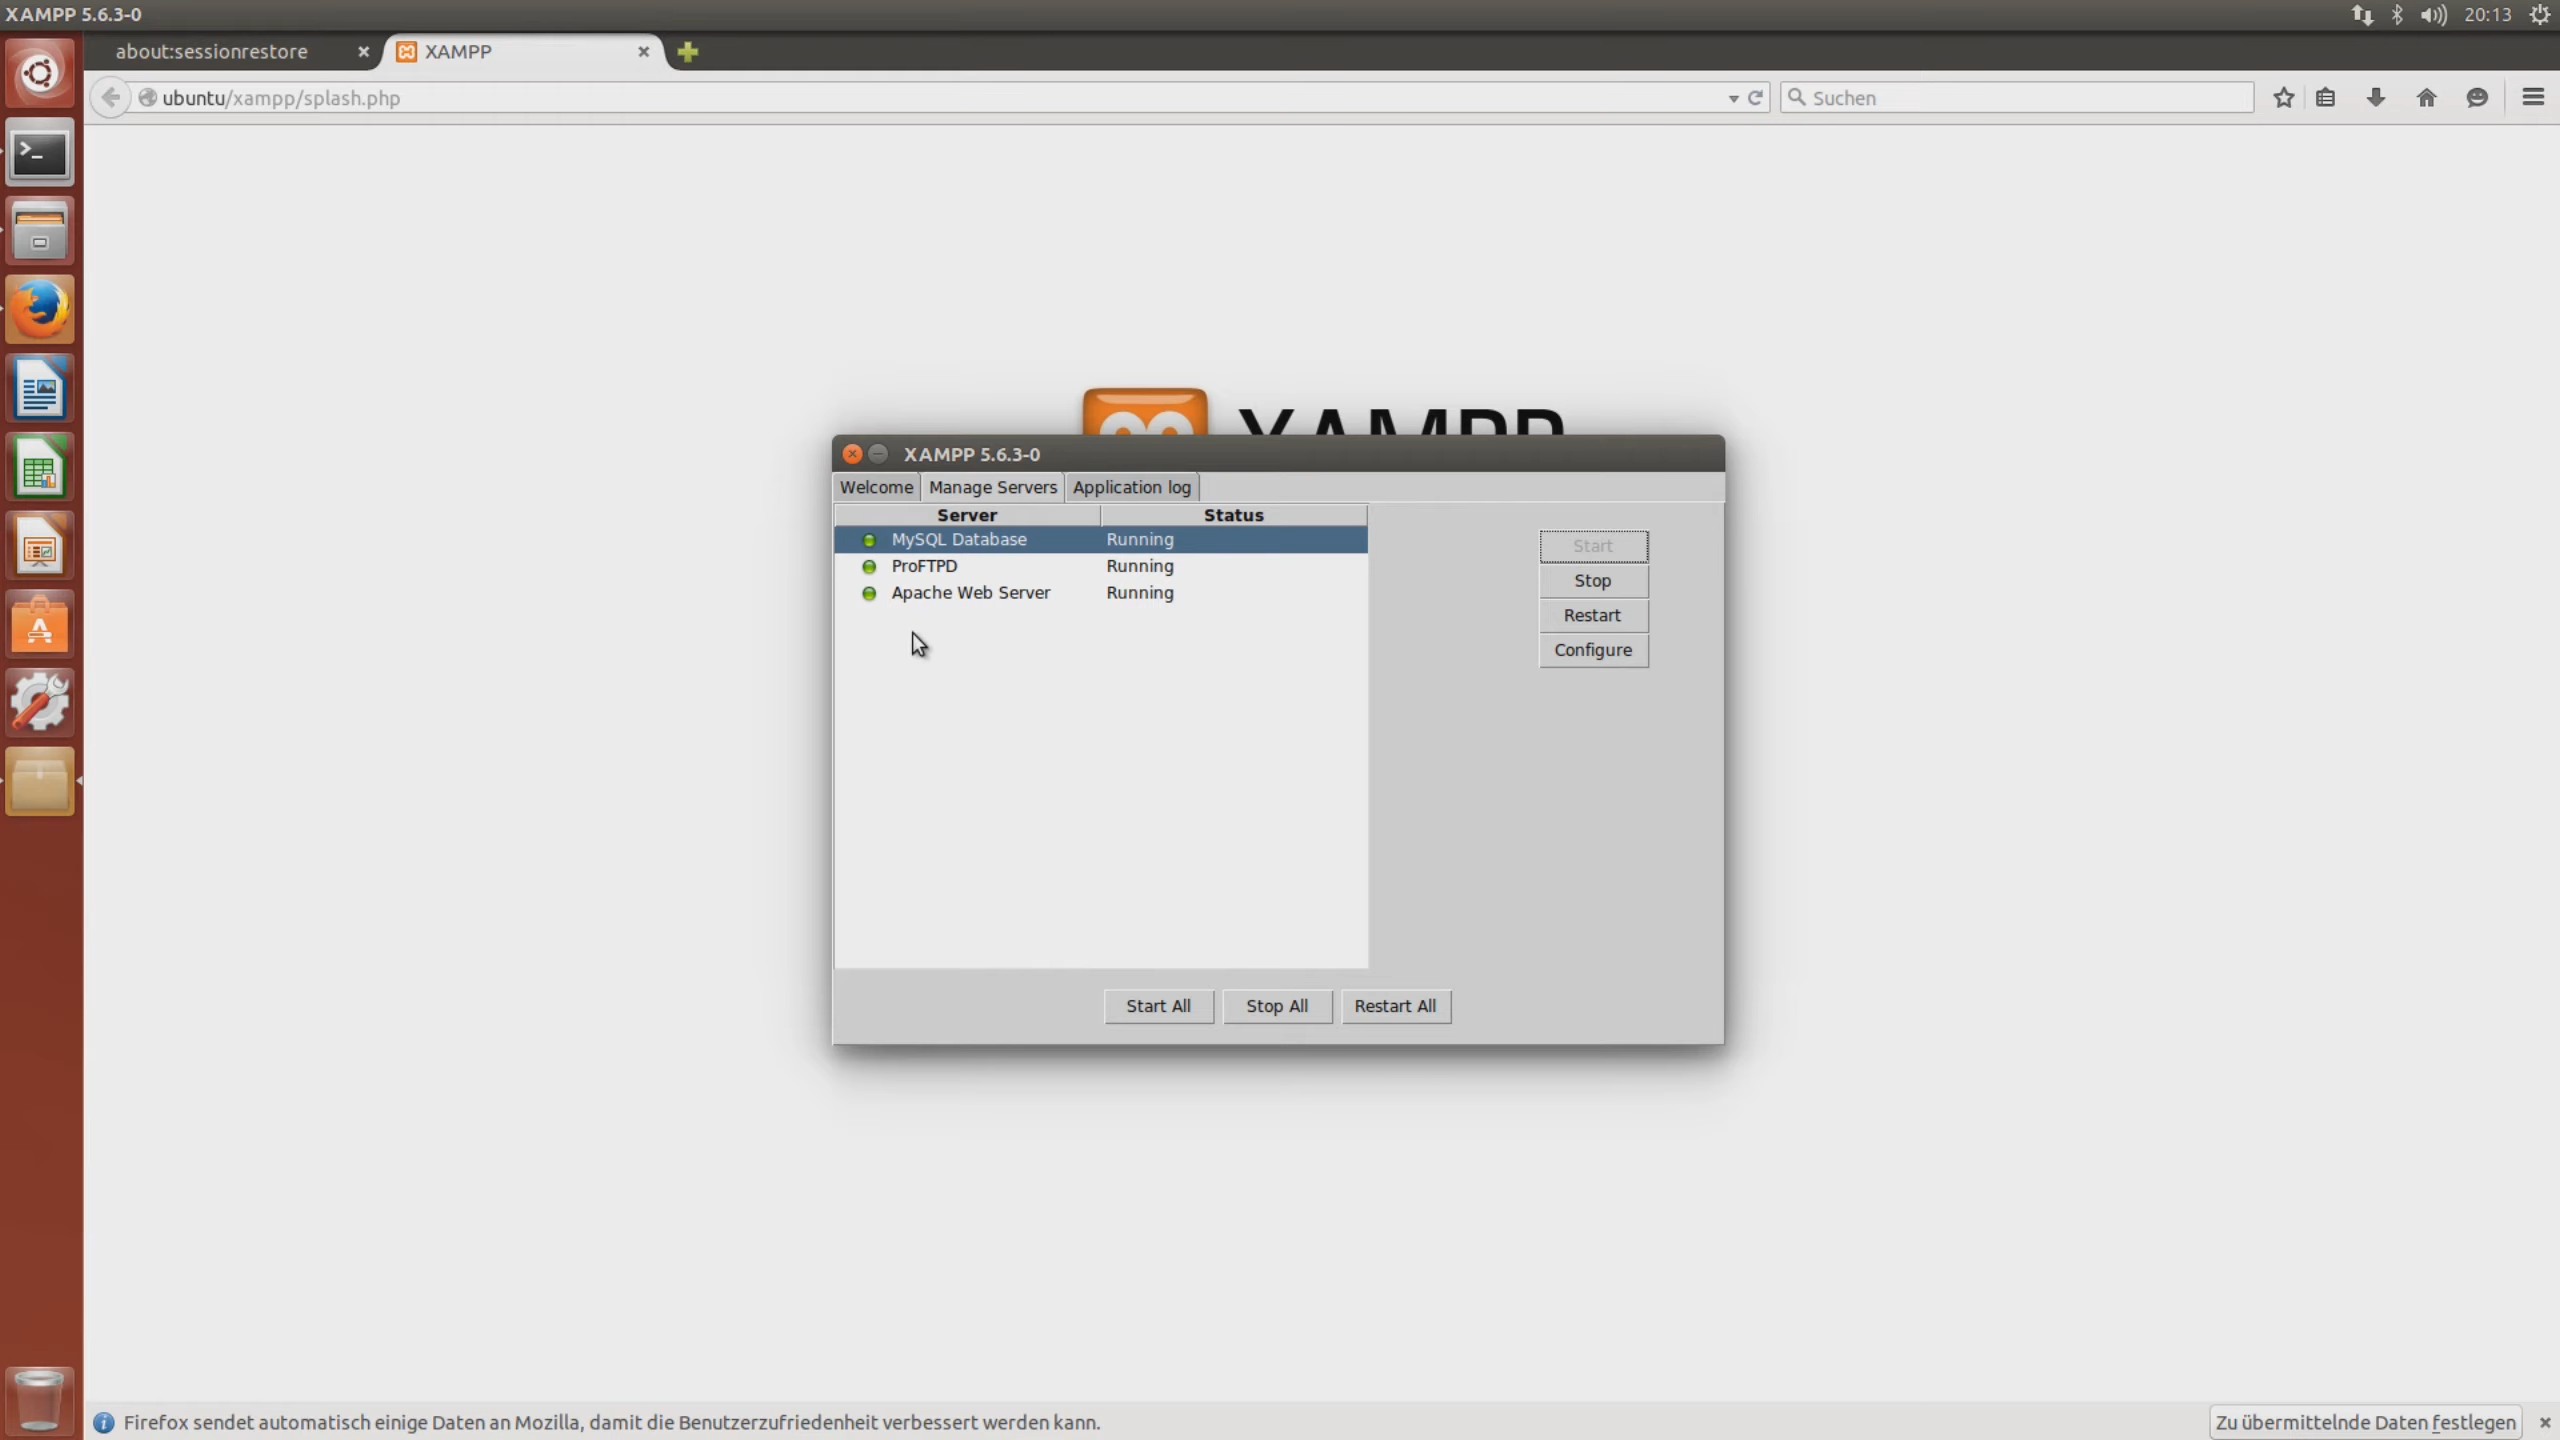 XAMPP 5.6.3-0
20:13
about:sessionrestore
XAMPP
ubuntu/xampp/splash.php
Suchen
XAMPP
XAMPP 5.6.3-0
Welcome
Manage Servers
Application log
Server
Status
MySQL Database
Running
ProFTPD
Running
Apache Web Server
Running
Start
Stop
Restart
Configure
Start All
Stop All
Restart All
Firefox sendet automatisch einige Daten an Mozilla, damit die Benutzerzufriedenheit verbessert werden kann.
Zu übermittelnde Daten festlegen